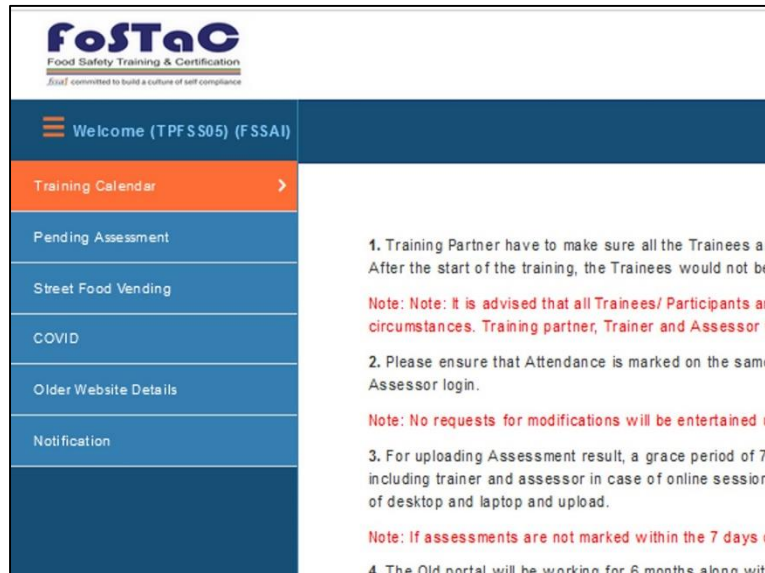 FoSTaC
Food Safety Training & Certification
fssai committed to build a culture of self compliance
Welcome (TPFSS05) (FSSAI)
Training Calendar
Pending Assessment
Street Food Vending
COVID
Older Website Details
Notification
1. Training Partner have to make sure all the Trainees
After the start of the training, the Trainees would not
Note: Note: It is advised that all Trainees/ Participants
circumstances. Training partner, Trainer and Assessor
2. Please ensure that Attendance is marked on the
Assessor login.
Note: No requests for modifications will be entertained
3. For uploading Assessment result, a grace period of 7
including trainer and assessor in case of online
of desktop and laptop and upload.
Note: If assessments are not marked within the 7 days
4. The Old portal will be working for 6 months along